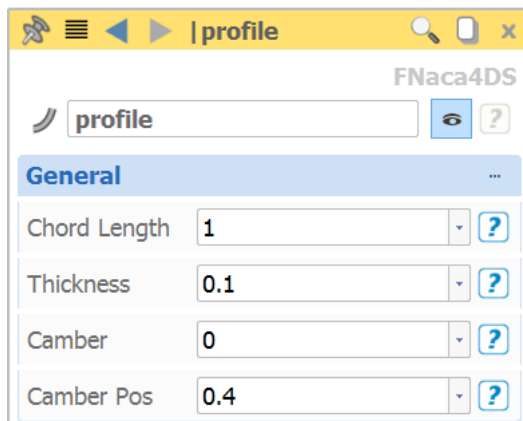 |profile
FNaca4DS
profile
General ...
Chord Length 1 ?
Thickness 0.1 ?
Camber 0 ?
Camber Pos 0.4 ?